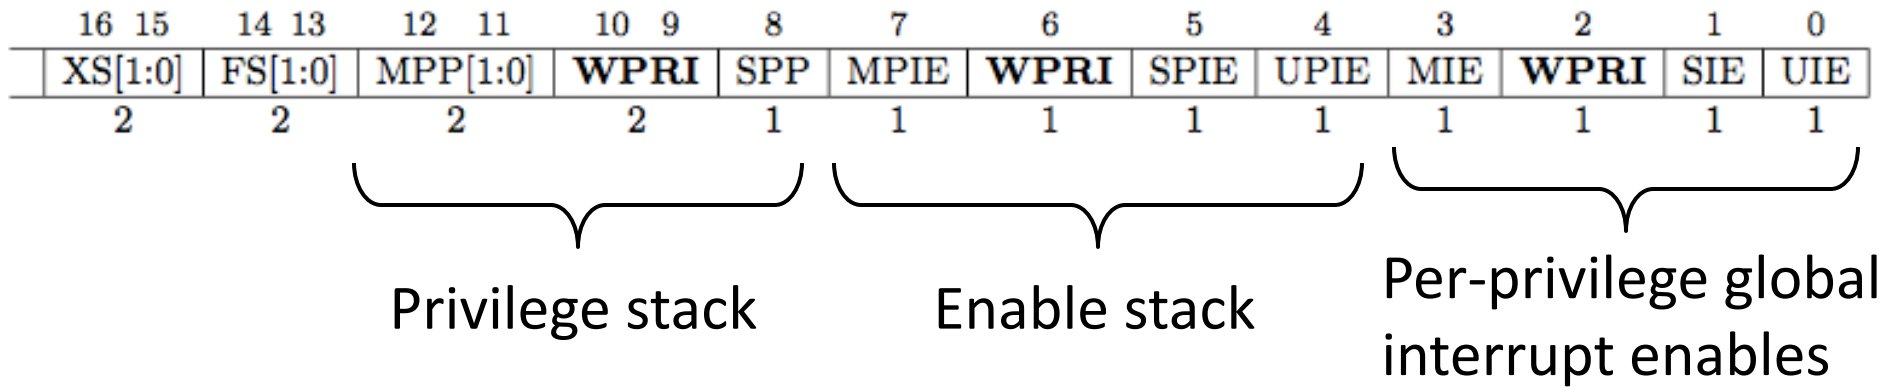 16 15 14 13 12 11 10 9 8 7 6 5 4 3 2 1 0
XS[1:0] FS[1:0] MPP[1:0] WPRI SPP MPIE WPRI SPIE UPIE MIE WPRI SIE UIE
2 2 2 2 1 1 1 1 1 1 1 1 1
Privilege stack
Enable stack
Per-privilege global
interrupt enables